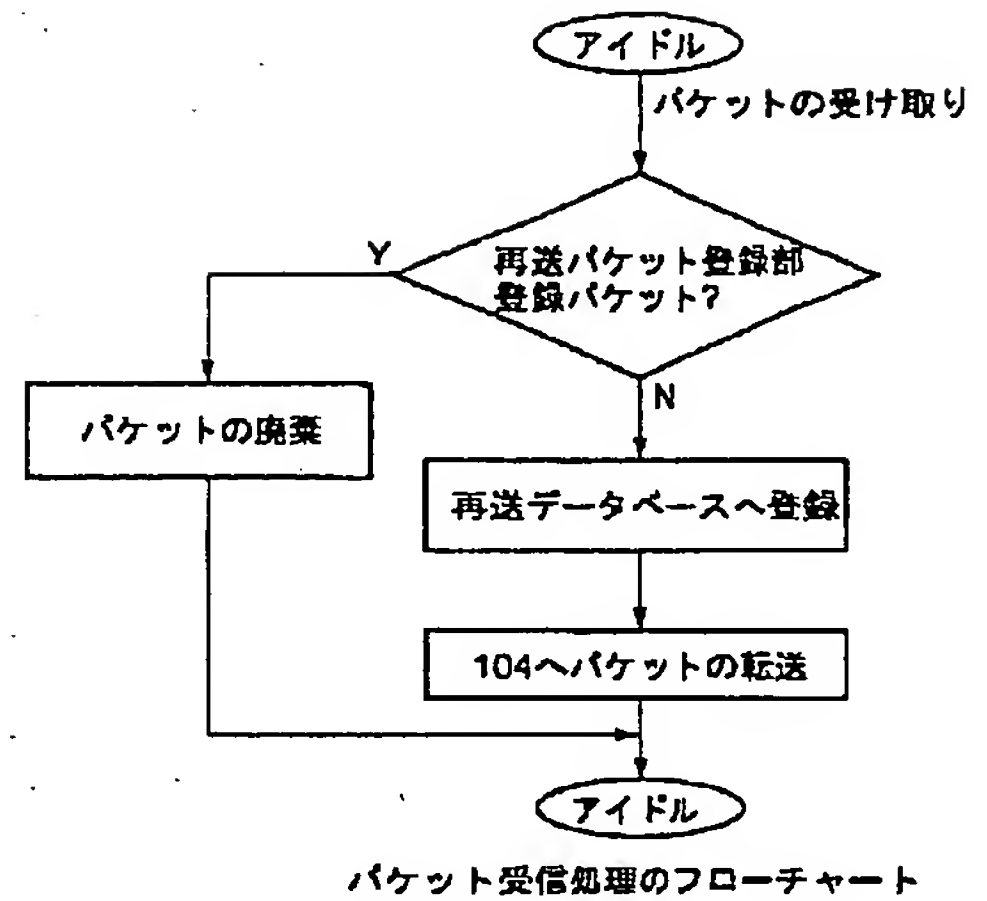 アイドル
パケットの受け取り
再送パケット登録部
登録パケット?
Y
N
パケットの廃棄
再送データベースへ登録
104へパケットの転送
アイドル
パケット受信処理のフローチャート